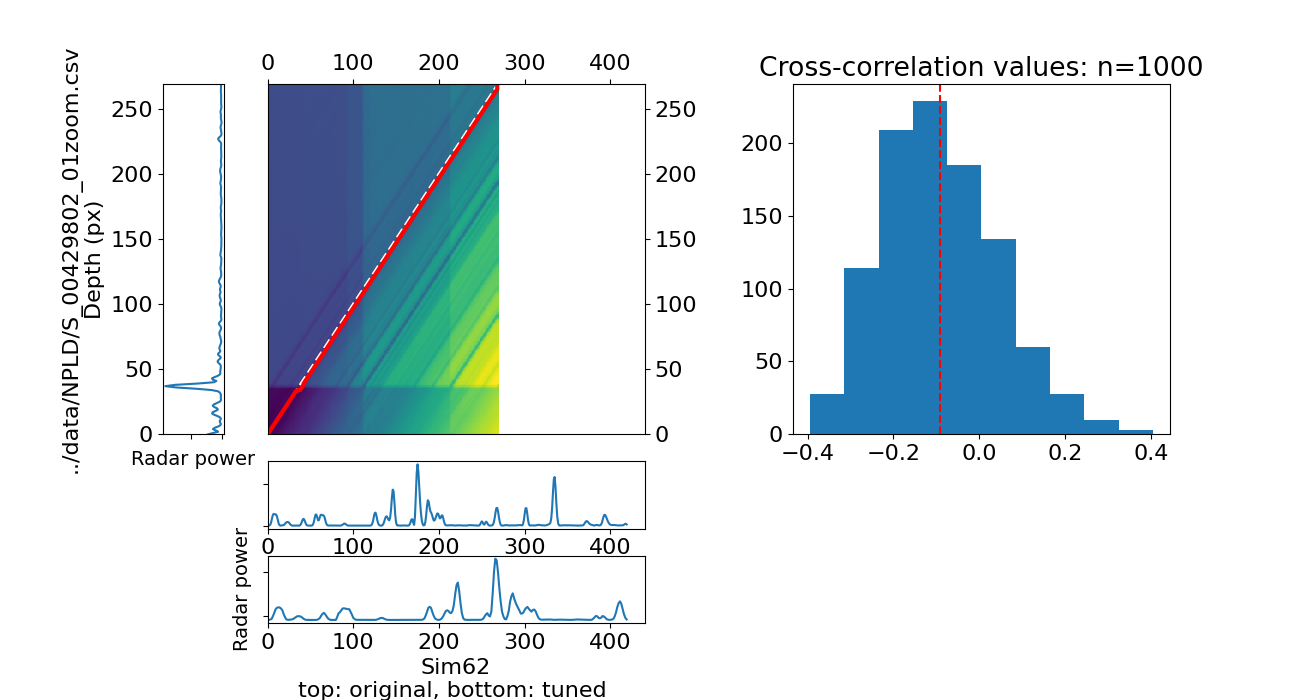 0 100 200 300 400
Cross-correlation values: n=1000
../data/NPLD/S_00429802_01zoom.csv
Depth (px)
250
200
150
100
50
0
250
200
150
100
50
0
200
150
100
50
0
−0.4 −0.2 0.0 0.2 0.4
Radar power
0 100 200 300 400
Radar power
0 100 200 300 400
Sim62
top: original, bottom: tuned